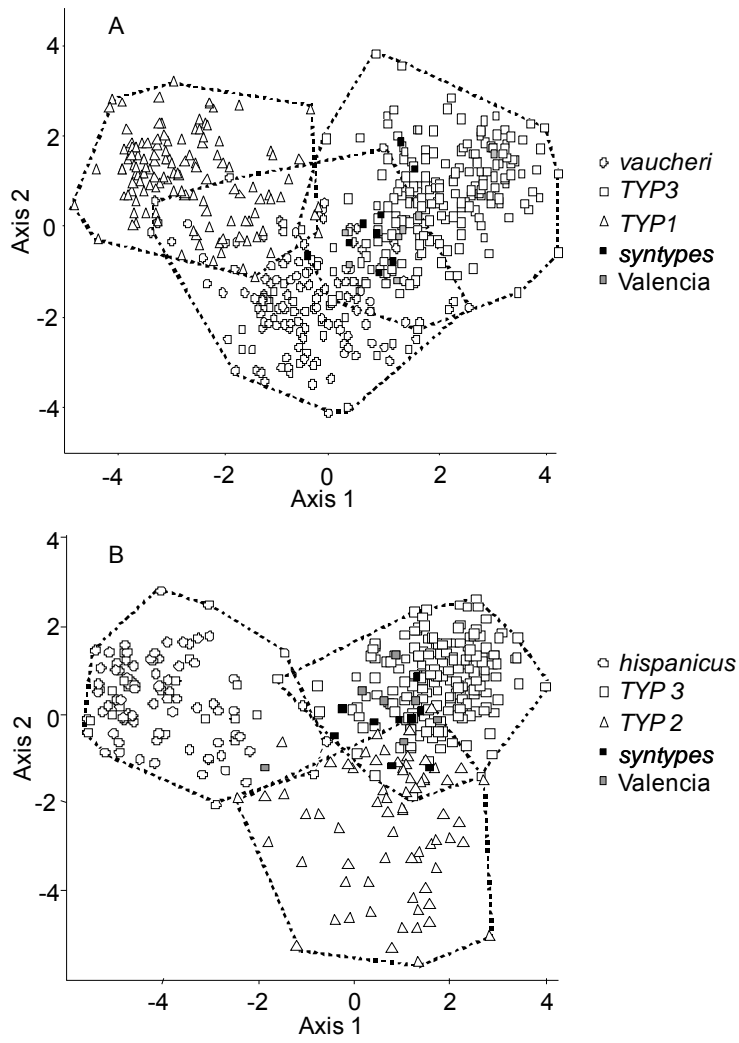 A
4
2
0
-2
-4
Axis 2
-4
-2
0
2
4
Axis 1
vaucheri
TYP3
TYP1
syntypes
Valencia
B
4
2
0
-2
-4
Axis 2
-4
-2
0
2
4
Axis 1
hispanicus
TYP 3
TYP 2
syntypes
Valencia